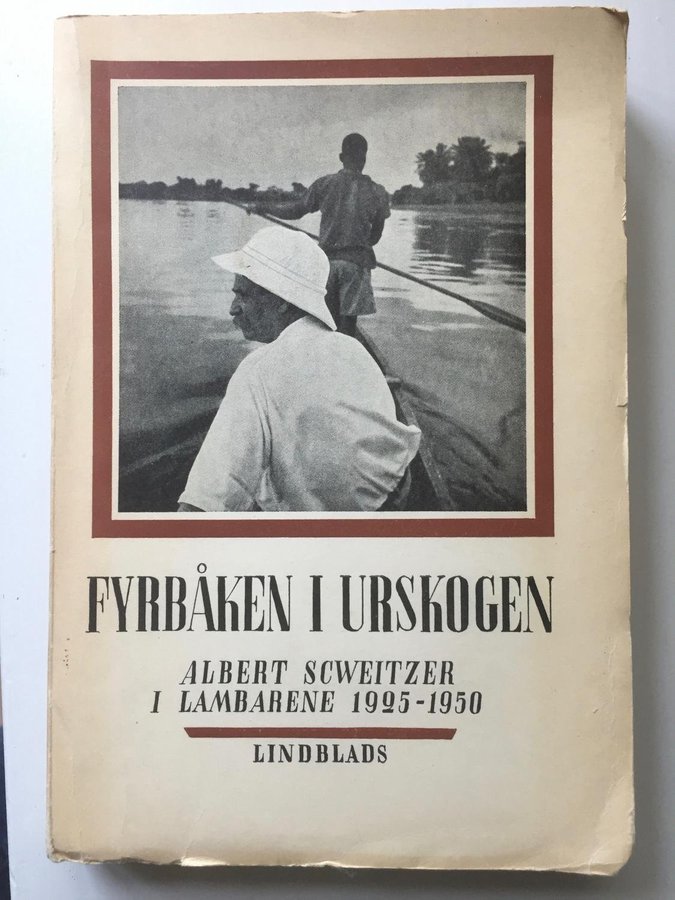 FYRBÅKEN I URSKOGEN
ALBERT SCWEITZER
I LAMBARENE 1925-1950
LINDBLADS